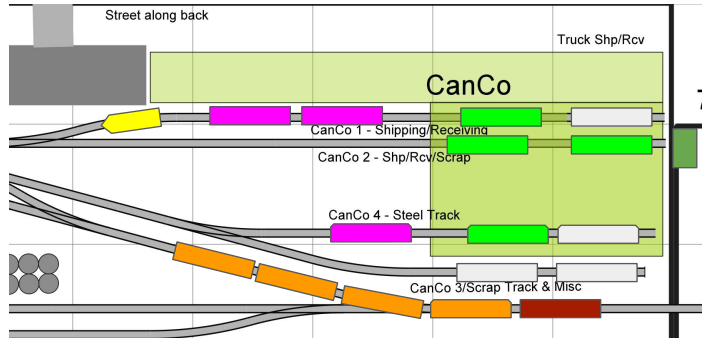 Street along back
Truck Shp/Rcv
CanCo
CanCo 1 - Shipping/Receiving
CanCo 2 - Shp/Rcv/Scrap
CanCo 4 - Steel Track
CanCo 3/Scrap Track & Misc